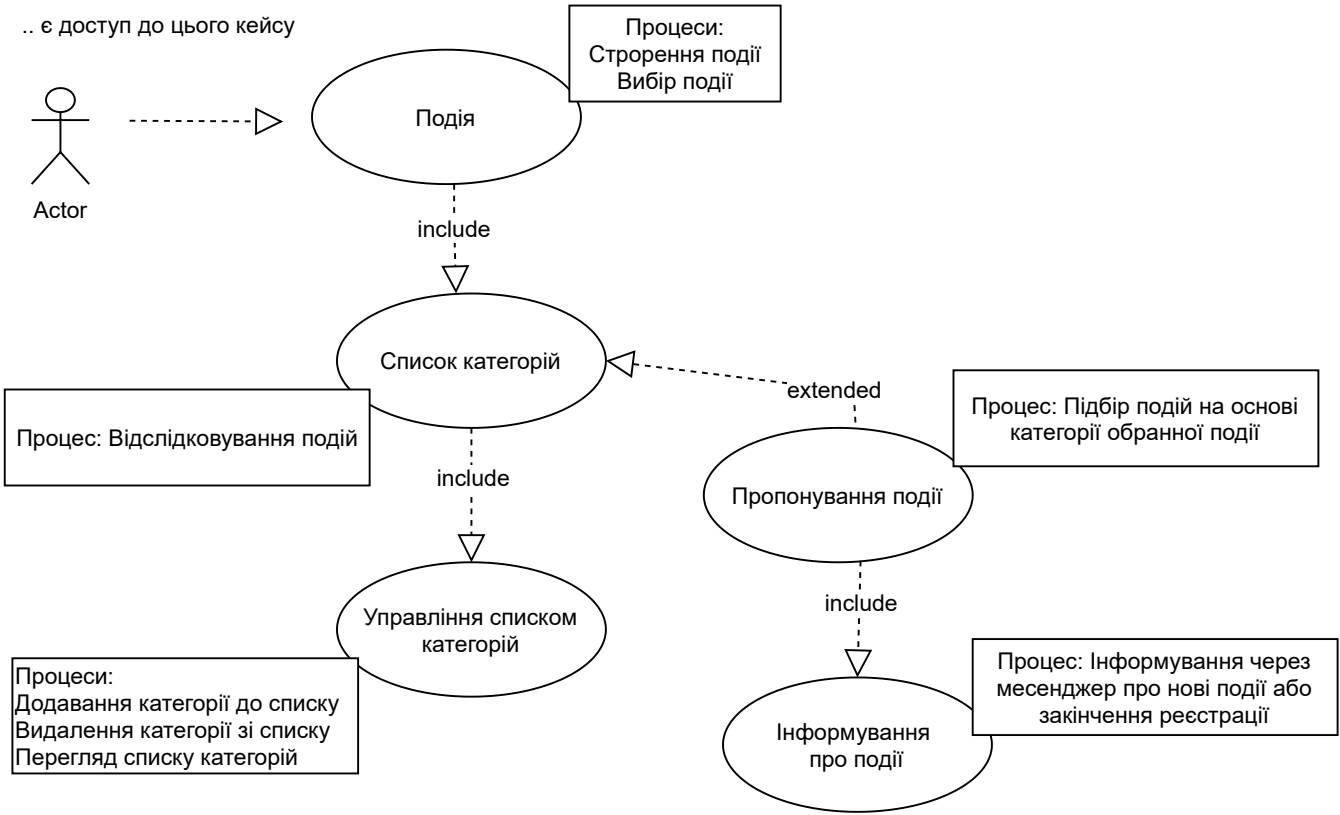 .. є доступ до цього кейсу
Процеси:
Строрення події
Вибір події
Подія
Actor
include
Список категорій
extended
Процес: Підбір подій на основі
категорії обранної події
Процес: Відслідковування подій
include
Пропонування події
include
Управління списком
категорій
Процеси:
Додавання категорії до списку
Видалення категорії зі списку
Перегляд списку категорій
Процес: Інформування через
месенджер про нові події або
закінчення реєстрації
Інформування
про події